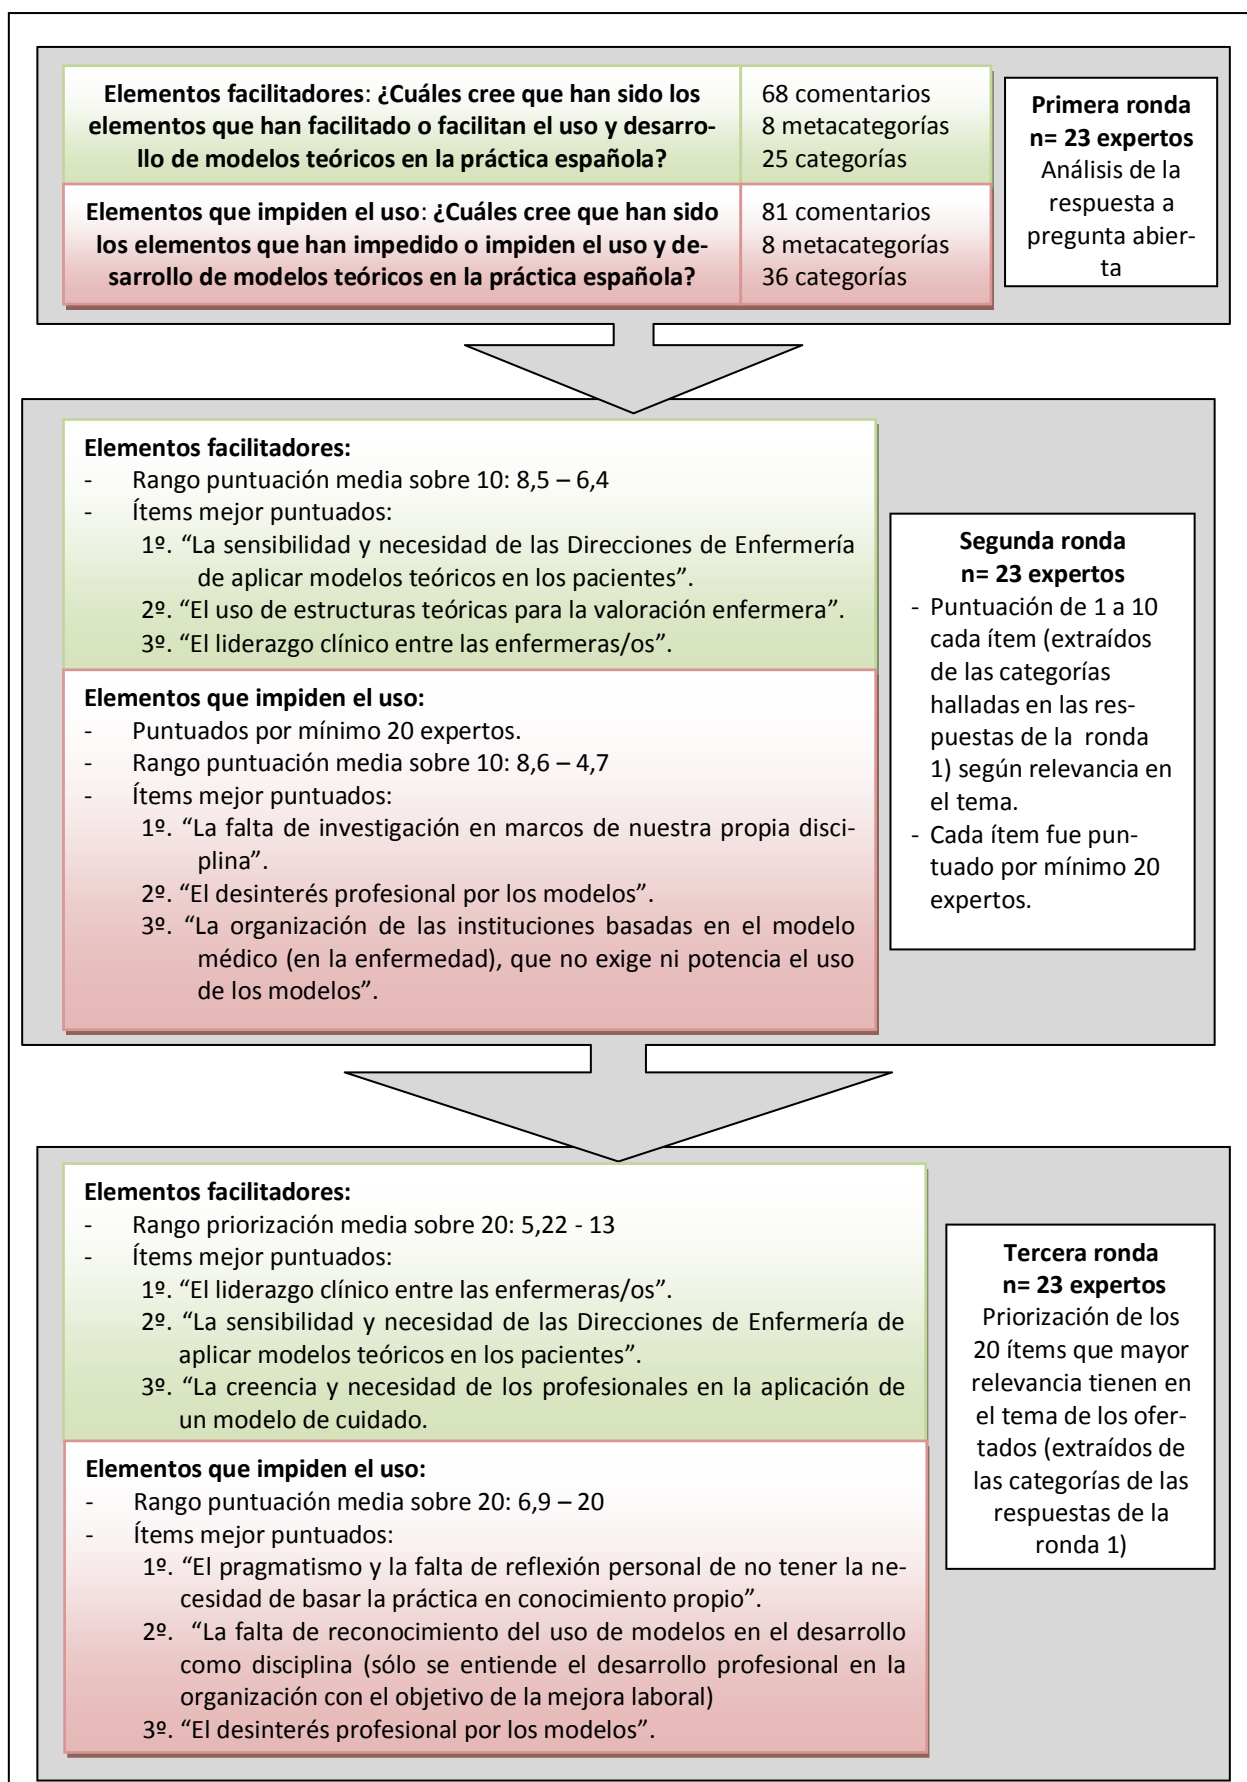 Elementos facilitadores: ¿Cuáles cree que han sido los
elementos que han facilitado o facilitan el uso y desarro-
llo de modelos teóricos en la práctica española?
68 comentarios
8 metacategorías
25 categorías
Elementos que impiden el uso: ¿Cuáles cree que han sido
los elementos que han impedido o impiden el uso y de-
sarrollo de modelos teóricos en la práctica española?
81 comentarios
8 metacategorías
36 categorías
Primera ronda
n= 23 expertos
Análisis de la
respuesta a
pregunta abier-
ta
Elementos facilitadores:
- Rango puntuación media sobre 10: 8,5 – 6,4
- Ítems mejor puntuados:
1º. “La sensibilidad y necesidad de las Direcciones de Enfermería
de aplicar modelos teóricos en los pacientes”.
2º. “El uso de estructuras teóricas para la valoración enfermera”.
3º. “El liderazgo clínico entre las enfermeras/os”.
Elementos que impiden el uso:
- Puntuados por mínimo 20 expertos.
- Rango puntuación media sobre 10: 8,6 – 4,7
- Ítems mejor puntuados:
1º. “La falta de investigación en marcos de nuestra propia disci-
plina”.
2º. “El desinterés profesional por los modelos”.
3º. “La organización de las instituciones basadas en el modelo
médico (en la enfermedad), que no exige ni potencia el uso
de los modelos”.
Segunda ronda
n= 23 expertos
- Puntuación de 1 a 10
cada ítem (extraídos
de las categorías
halladas en las res-
puestas de la ronda
1) según relevancia en
el tema.
- Cada ítem fue pun-
tuado por mínimo 20
expertos.
Elementos facilitadores:
- Rango priorización media sobre 20: 5,22 - 13
- Ítems mejor puntuados:
1º. “El liderazgo clínico entre las enfermeras/os”.
2º. “La sensibilidad y necesidad de las Direcciones de Enfermería de
aplicar modelos teóricos en los pacientes”.
3º. “La creencia y necesidad de los profesionales en la aplicación de
un modelo de cuidado.
Elementos que impiden el uso:
- Rango puntuación media sobre 20: 6,9 – 20
- Ítems mejor puntuados:
1º. “El pragmatismo y la falta de reflexión personal de no tener la ne-
cesidad de basar la práctica en conocimiento propio”.
2º. “La falta de reconocimiento del uso de modelos en el desarrollo
como disciplina (sólo se entiende el desarrollo profesional en la
organización con el objetivo de la mejora laboral)
3º. “El desinterés profesional por los modelos”.
Tercera ronda
n= 23 expertos
Priorización de los
20 ítems que mayor
relevancia tienen en
el tema de los ofer-
tados (extraídos de
las categorías de las
respuestas de la
ronda 1)